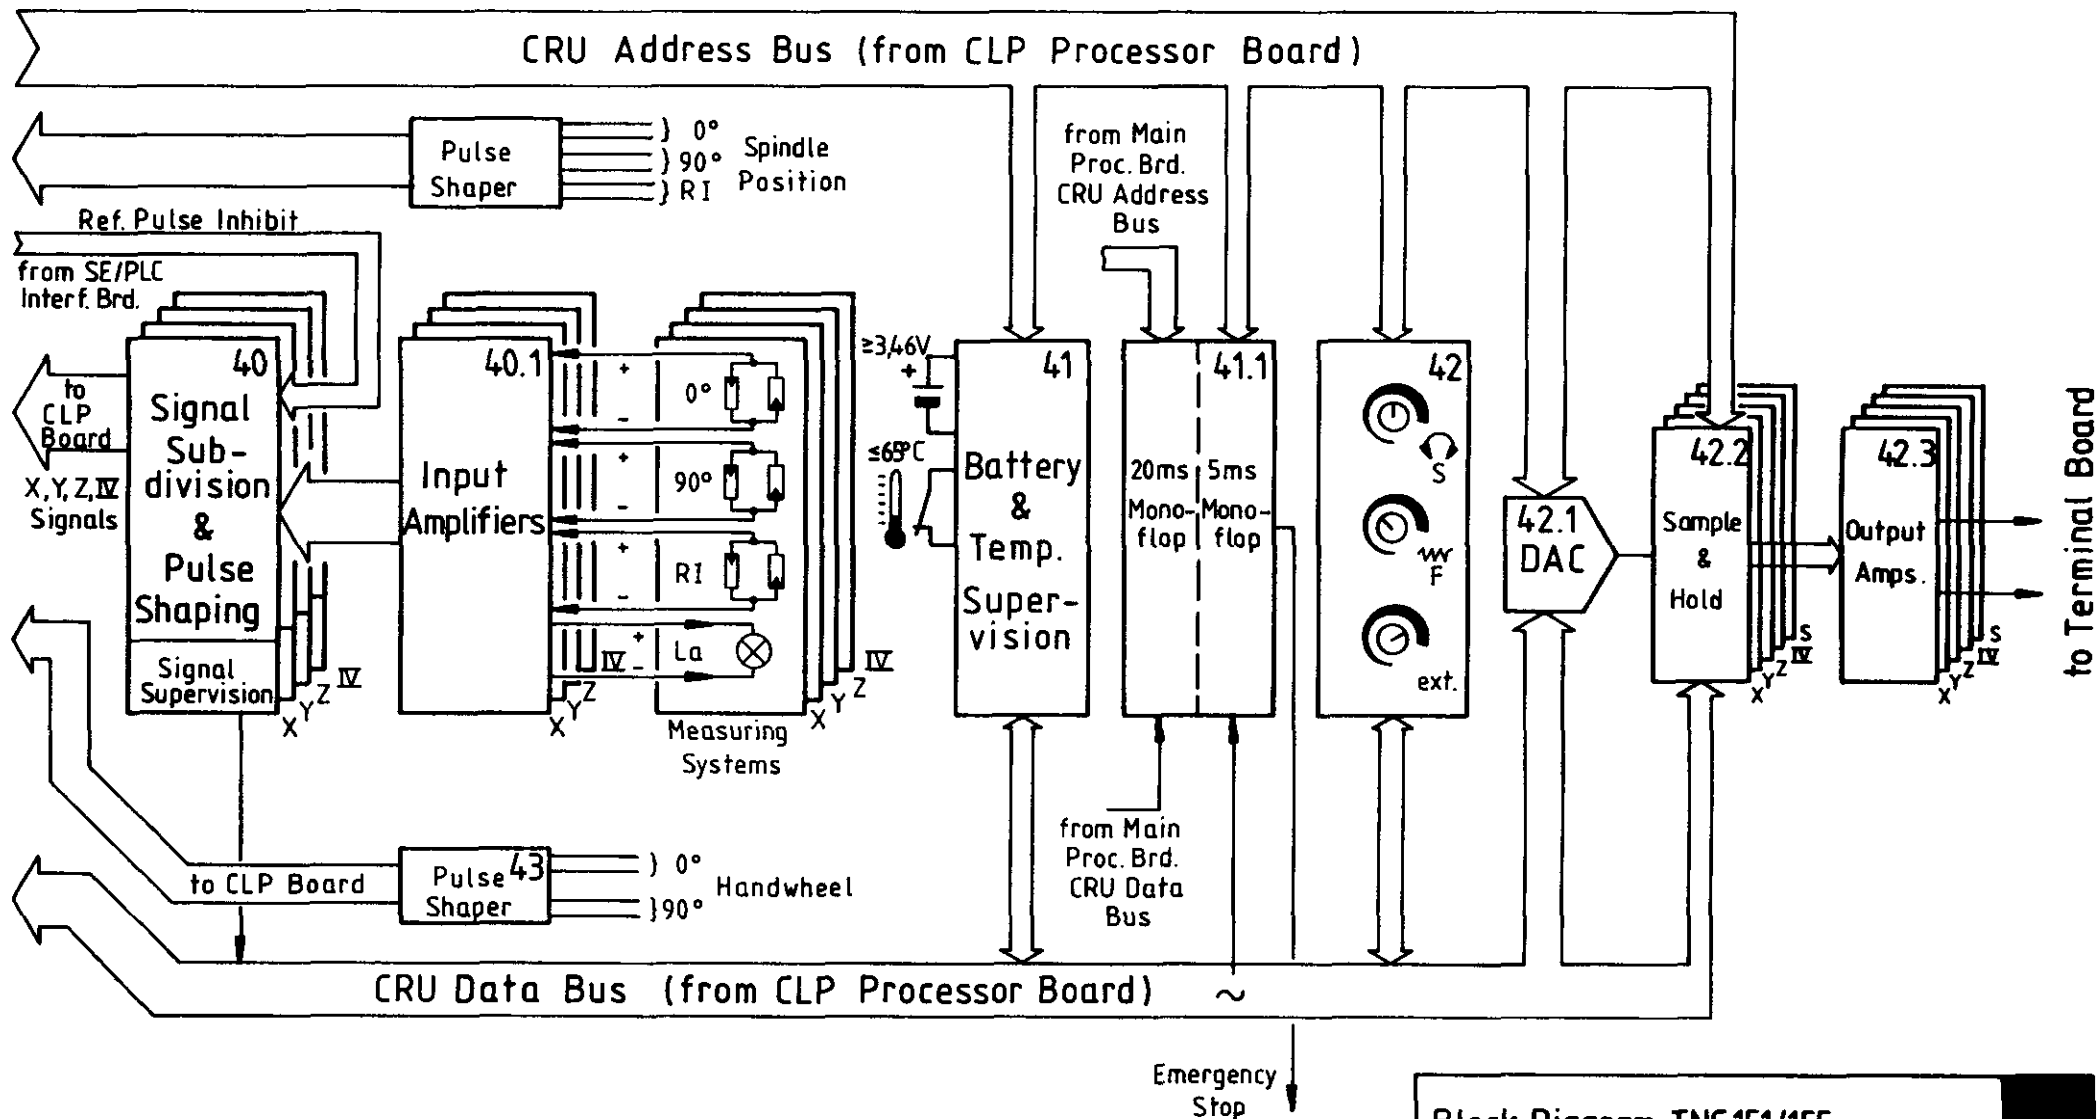 CRU Address Bus (from CLP Processor Board)
Pulse
Shaper
} 0°
} 90°
} RI
Spindle
Position
from Main
Proc. Brd.
CRU Address
Bus
Ref. Pulse Inhibit
from SE/PLC
Interf. Brd.
to
CLP
Board
X, Y, Z, IV
Signals
40
Signal
Sub-
division
&
Pulse
Shaping
Signal
Supervision
X Y Z IV
40.1
Input
Amplifiers
X Y Z IV
+
0°
-
+
90°
-
+
RI
-
+
La
-
X Y Z IV
Measuring
Systems
≥3,46V
+
≤65°C
41
Battery
&
Temp.
Super-
vision
41.1
20ms
Mono-
flop
5ms
Mono-
flop
42
S
F
ext.
42.1
DAC
42.2
Sample
&
Hold
X Y Z IV S
42.3
Output
Amps.
X Y Z IV S
to Terminal Board
from Main
Proc. Brd.
CRU Data
Bus
to CLP Board
Pulse 43
Shaper
} 0°
} 90°
Handwheel
CRU Data Bus (from CLP Processor Board) ~
Emergency
Stop
Block Diagram TNC 151/155